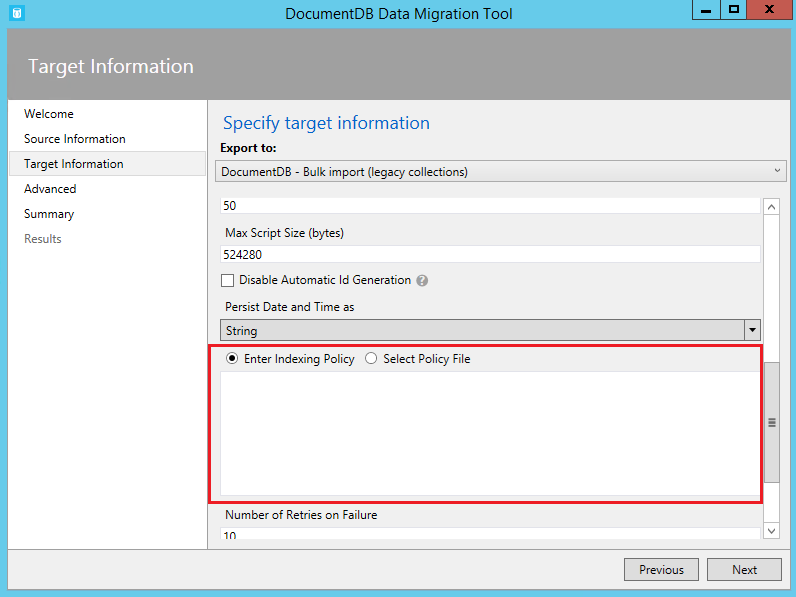 DocumentDB Data Migration Tool
Target Information
Welcome
Source Information
Target Information
Advanced
Summary
Results
Specify target information
Export to:
DocumentDB - Bulk import (legacy collections)
50
Max Script Size (bytes)
524280
Disable Automatic Id Generation ?
Persist Date and Time as
String
Enter Indexing Policy Select Policy File
Number of Retries on Failure
10
Previous Next